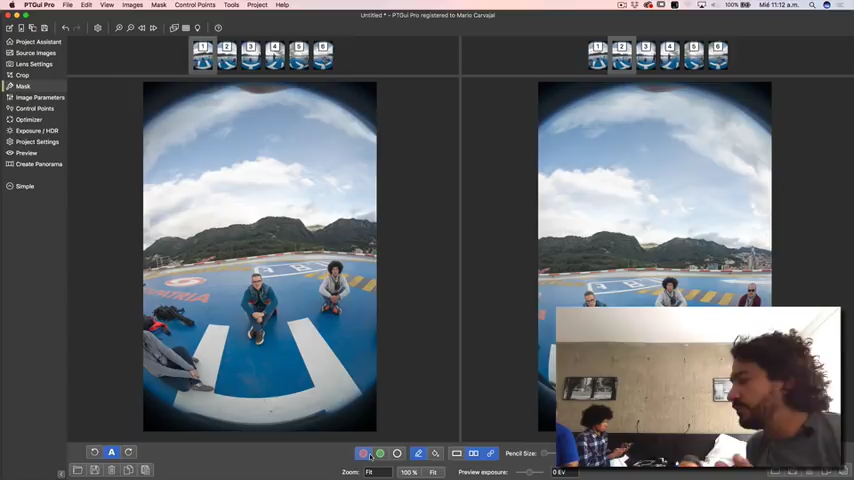 PTGui Pro File Edit View Images Mask Control Points Tools Project Help 100% Mié 11:12 a.m.
Untitled * - PTGui Pro registered to Mario Carvajal
Project Assistant
Source Images
Lens Settings
Crop
Mask
Image Parameters
Control Points
Optimizer
Exposure / HDR
Project Settings
Preview
Create Panorama
Simple
1 2 3 4 5 6
1 2 3 4 5 6
PATRIA
A
Pencil Size:
Zoom: Fit 100 % Fit Preview exposure: 0 EV